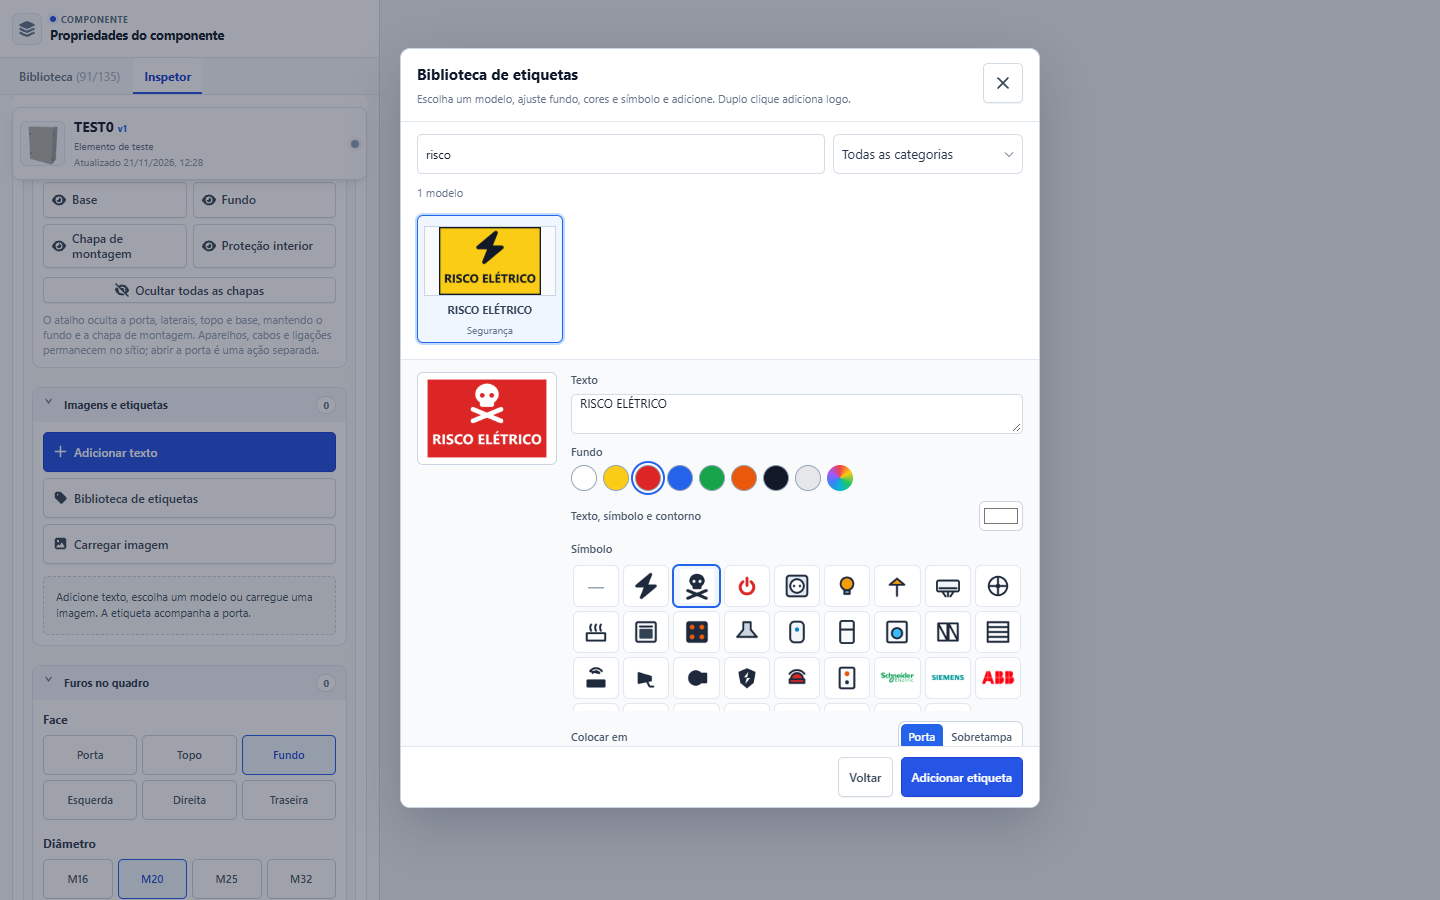 COMPONENTE
Propriedades do componente
Biblioteca (91/135)
Inspetor
TEST0 v1
Elemento de teste
Atualizado 21/11/2026, 12:28
Base
Fundo
Chapa de
montagem
Proteção interior
Ocultar todas as chapas
O atalho oculta a porta, laterais, topo e base, mantendo o
fundo e a chapa de montagem. Aparelhos, cabos e ligações
permanecem no sítio; abrir a porta é uma ação separada.
Imagens e etiquetas
0
Adicionar texto
Biblioteca de etiquetas
Carregar imagem
Adicione texto, escolha um modelo ou carregue uma
imagem. A etiqueta acompanha a porta.
Furos no quadro
0
Face
Porta
Topo
Fundo
Esquerda
Direita
Traseira
Diâmetro
M16
M20
M25
M32
Biblioteca de etiquetas
Escolha um modelo, ajuste fundo, cores e símbolo e adicione. Duplo clique adiciona logo.
risco
Todas as categorias
1 modelo
RISCO ELÉTRICO
RISCO ELÉTRICO
Segurança
RISCO ELÉTRICO
Texto
RISCO ELÉTRICO
Fundo
Texto, símbolo e contorno
Símbolo
Schneider
Electric
SIEMENS
ABB
Colocar em
Porta
Sobretampa
Voltar
Adicionar etiqueta